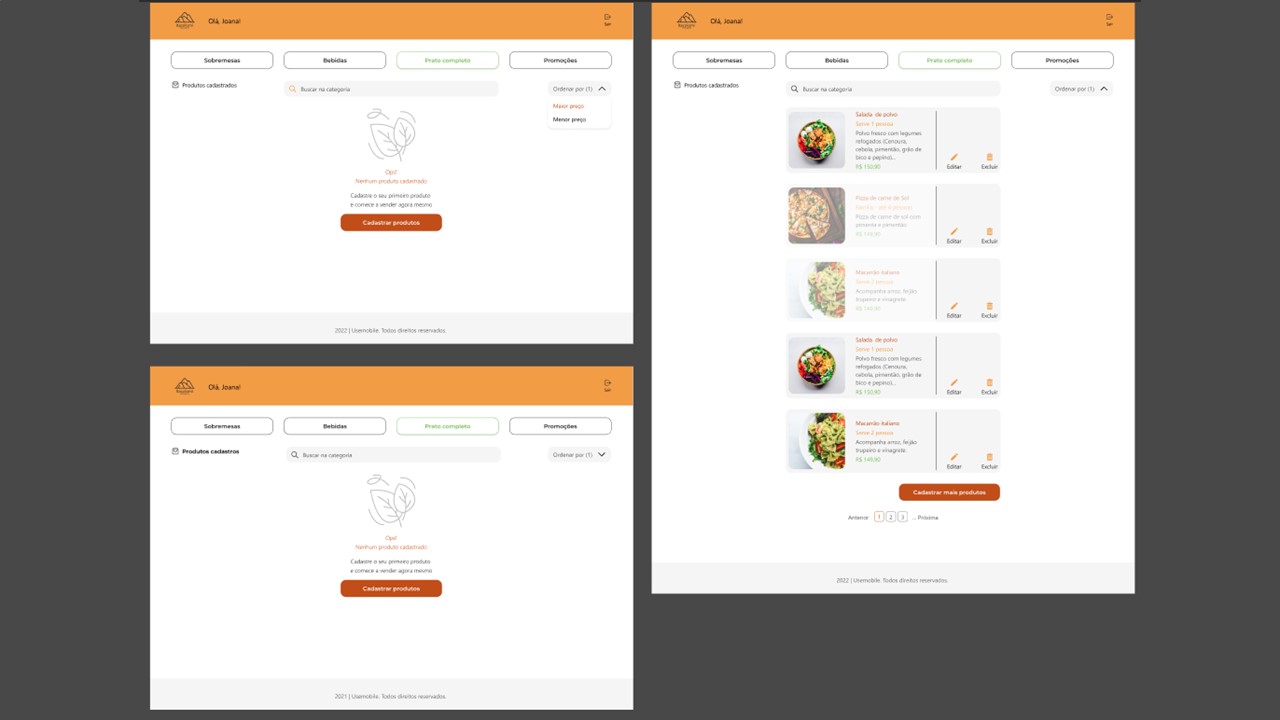 Olá, Joana!
Sair
Sobremesas
Bebidas
Prato completo
Promoções
Produtos cadastrados
Buscar na categoria
Ordenar por (1)
Maior preço
Menor preço
Ops!
Nenhum produto cadastrado
Cadastre o seu primeiro produto
e comece a vender agora mesmo
Cadastrar produtos
2022 | Usemobile. Todos direitos reservados.
Olá, Joana!
Sair
Sobremesas
Bebidas
Prato completo
Promoções
Produtos cadastros
Buscar na categoria
Ordenar por (1)
Ops!
Nenhum produto cadastrado
Cadastre o seu primeiro produto
e comece a vender agora mesmo
Cadastrar produtos
2021 | Usemobile. Todos direitos reservados.
Olá, Joana!
Sair
Sobremesas
Bebidas
Prato completo
Promoções
Produtos cadastrados
Buscar na categoria
Ordenar por (1)
Salada de polvo
Serve 1 pessoa
Polvo fresco com legumes
refogados (Cenoura,
cebola, pimentão, grão de
bico e pepino)...
R$ 150,90
Editar
Excluir
Pizza de carne de Sol
até 4 pessoas
Pizza de carne de sol com
pimenta e pimentão
R$ 149,90
Editar
Excluir
Macarrão italiano
Serve 2 pessoa
Acompanha arroz, feijão
tropeiro e vinagrete.
R$ 149,90
Editar
Excluir
Salada de polvo
Serve 1 pessoa
Polvo fresco com legumes
refogados (Cenoura,
cebola, pimentão, grão de
bico e pepino)...
R$ 150,90
Editar
Excluir
Macarrão italiano
Serve 2 pessoa
Acompanha arroz, feijão
tropeiro e vinagrete.
R$ 149,90
Editar
Excluir
Cadastrar mais produtos
Anterior 1 2 3 ... Próxima
2022 | Usemobile. Todos direitos reservados.